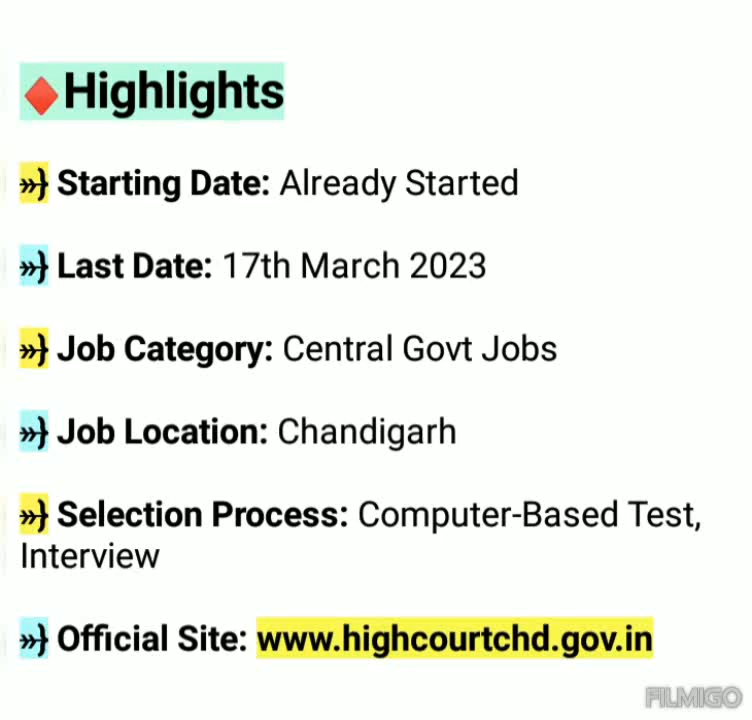 ♦Highlights
»} Starting Date: Already Started
»} Last Date: 17th March 2023
»} Job Category: Central Govt Jobs
»} Job Location: Chandigarh
»} Selection Process: Computer-Based Test,
Interview
»} Official Site: www.highcourtchd.gov.in
FILMIGO